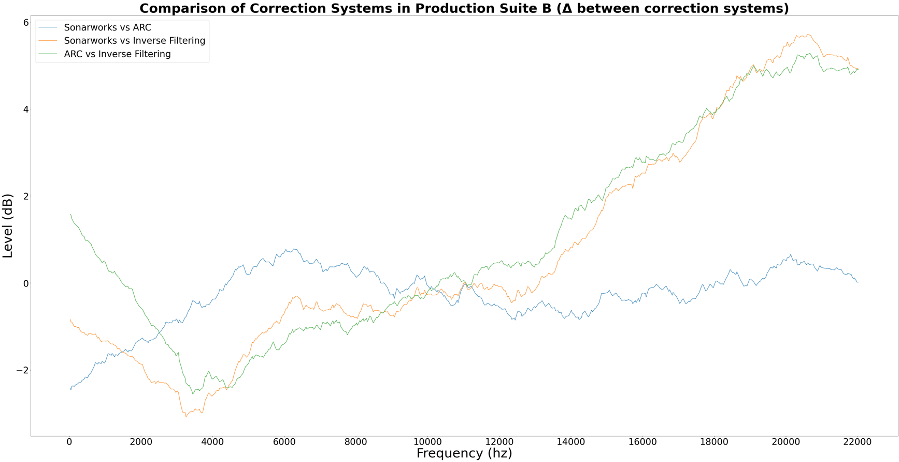 Comparison of Correction Systems in Production Suite B (Δ between correction systems)
Sonarworks vs ARC
Sonarworks vs Inverse Filtering
ARC vs Inverse Filtering
Level (dB)
6
4
2
0
−2
0 2000 4000 6000 8000 10000 12000 14000 16000 18000 20000 22000
Frequency (hz)